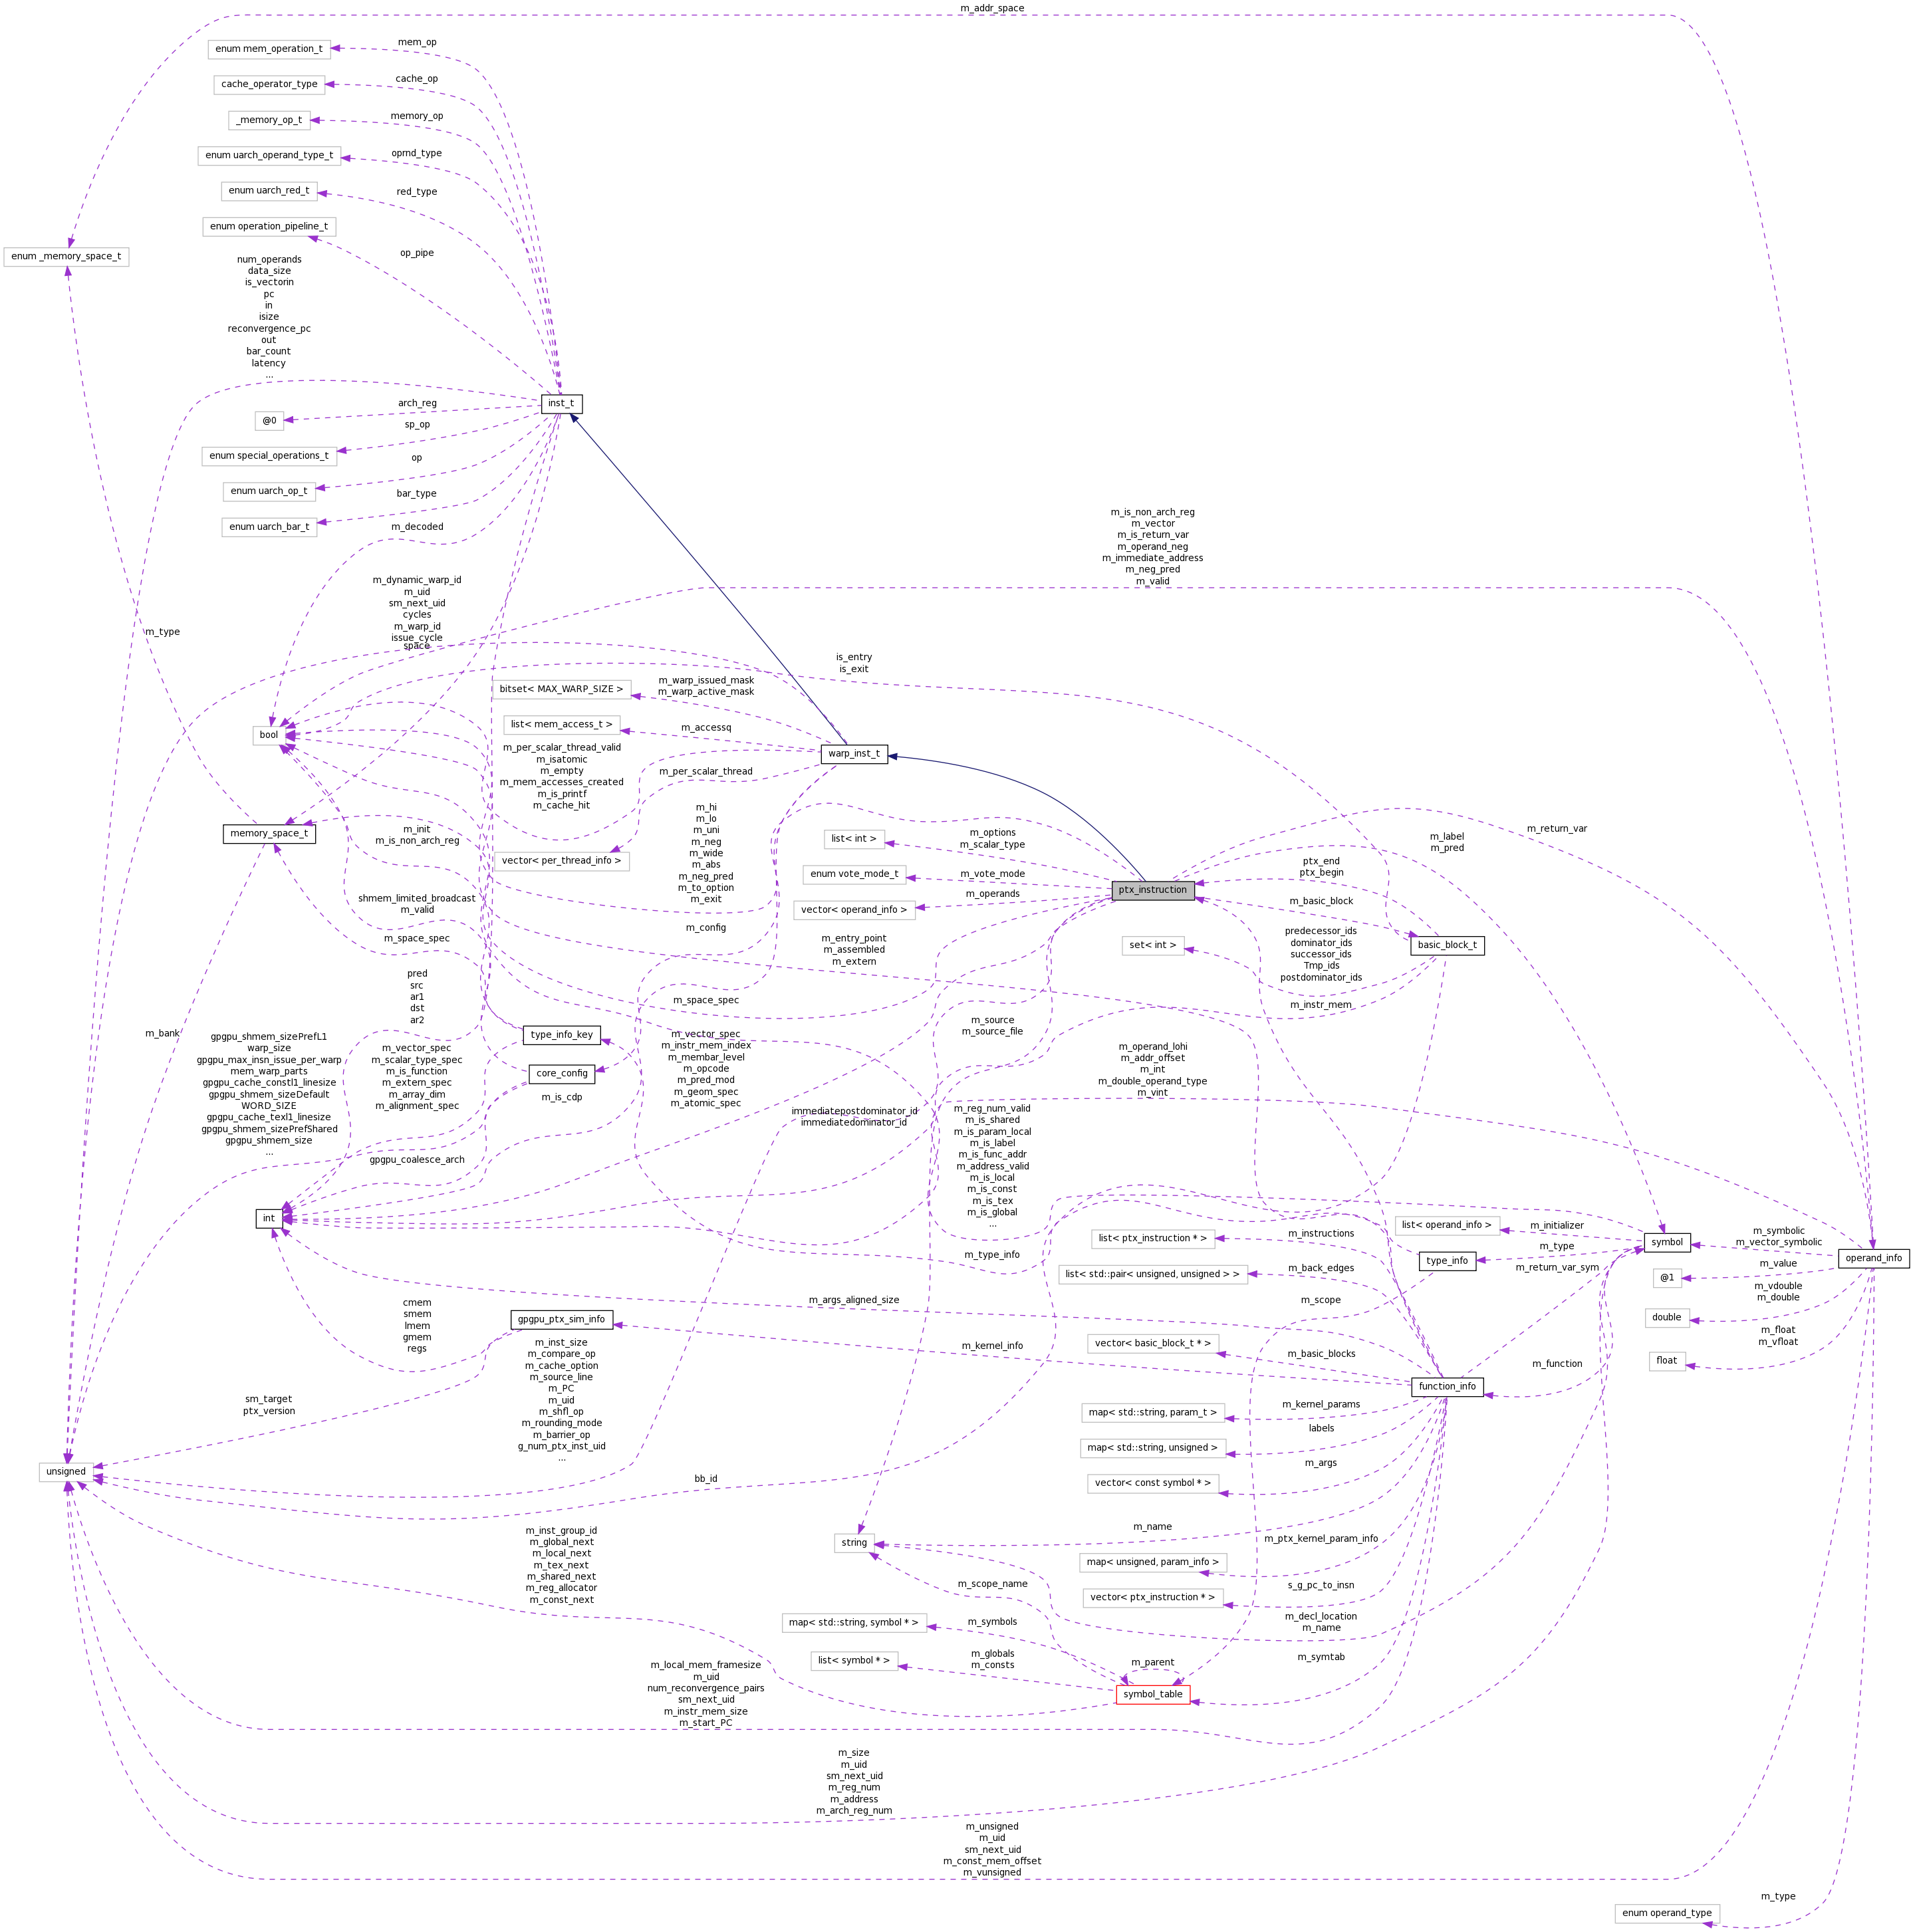 m_addr_space
enum mem_operation_t
mem_op
cache_operator_type
cache_op
_memory_op_t
memory_op
enum uarch_operand_type_t
oprnd_type
enum uarch_red_t
red_type
enum operation_pipeline_t
op_pipe
enum _memory_space_t
num_operands
data_size
is_vectorin
pc
in
isize
reconvergence_pc
out
bar_count
latency
...
inst_t
@0
arch_reg
enum special_operations_t
sp_op
enum uarch_op_t
op
enum uarch_bar_t
bar_type
m_decoded
m_is_non_arch_reg
m_vector
m_is_return_var
m_operand_neg
m_immediate_address
m_neg_pred
m_valid
m_dynamic_warp_id
m_uid
sm_next_uid
cycles
m_warp_id
issue_cycle
space
m_type
is_entry
is_exit
bitset< MAX_WARP_SIZE >
m_warp_issued_mask
m_warp_active_mask
list< mem_access_t >
m_accessq
bool
warp_inst_t
m_per_scalar_thread_valid
m_isatomic
m_empty
m_mem_accesses_created
m_is_printf
m_cache_hit
m_per_scalar_thread
vector< per_thread_info >
memory_space_t
m_init
m_is_non_arch_reg
m_hi
m_lo
m_uni
m_neg
m_wide
m_abs
m_neg_pred
m_to_option
m_exit
list< int >
m_options
m_scalar_type
enum vote_mode_t
m_vote_mode
vector< operand_info >
m_operands
ptx_instruction
m_return_var
m_label
m_pred
ptx_end
ptx_begin
m_basic_block
shmem_limited_broadcast
m_valid
m_config
m_space_spec
m_entry_point
m_assembled
m_extern
set< int >
predecessor_ids
dominator_ids
successor_ids
Tmp_ids
postdominator_ids
basic_block_t
pred
src
ar1
dst
ar2
m_space_spec
m_instr_mem
m_source
m_source_file
type_info_key
m_bank
gpgpu_shmem_sizePrefL1
warp_size
gpgpu_max_insn_issue_per_warp
mem_warp_parts
gpgpu_cache_constl1_linesize
gpgpu_shmem_sizeDefault
WORD_SIZE
gpgpu_cache_texl1_linesize
gpgpu_shmem_sizePrefShared
gpgpu_shmem_size
...
m_vector_spec
m_scalar_type_spec
m_is_function
m_extern_spec
m_array_dim
m_alignment_spec
core_config
m_is_cdp
m_vector_spec
m_instr_mem_index
m_membar_level
m_opcode
m_pred_mod
m_geom_spec
m_atomic_spec
m_operand_lohi
m_addr_offset
m_int
m_double_operand_type
m_vint
immediatepostdominator_id
immediatedominator_id
gpgpu_coalesce_arch
m_reg_num_valid
m_is_shared
m_is_param_local
m_is_label
m_is_func_addr
m_address_valid
m_is_local
m_is_const
m_is_tex
m_is_global
...
int
list< operand_info >
m_initializer
symbol
m_symbolic
m_vector_symbolic
operand_info
list< ptx_instruction * >
m_instructions
m_type_info
type_info
m_type
m_return_var_sym
@1
m_value
list< std::pair< unsigned, unsigned > >
m_back_edges
m_args_aligned_size
m_scope
double
m_vdouble
m_double
cmem
smem
lmem
gmem
regs
gpgpu_ptx_sim_info
m_kernel_info
vector< basic_block_t * >
m_basic_blocks
m_function
float
m_float
m_vfloat
function_info
m_inst_size
m_compare_op
m_cache_option
m_source_line
m_PC
m_uid
m_shfl_op
m_rounding_mode
m_barrier_op
g_num_ptx_inst_uid
...
sm_target
ptx_version
map< std::string, param_t >
m_kernel_params
map< std::string, unsigned >
labels
unsigned
bb_id
vector< const symbol * >
m_args
string
m_name
m_inst_group_id
m_global_next
m_local_next
m_tex_next
m_shared_next
m_reg_allocator
m_const_next
m_ptx_kernel_param_info
map< unsigned, param_info >
m_scope_name
vector< ptx_instruction * >
s_g_pc_to_insn
map< std::string, symbol * >
m_symbols
m_decl_location
m_name
list< symbol * >
m_globals
m_consts
m_parent
m_symtab
symbol_table
m_local_mem_framesize
m_uid
num_reconvergence_pairs
sm_next_uid
m_instr_mem_size
m_start_PC
m_size
m_uid
sm_next_uid
m_reg_num
m_address
m_arch_reg_num
m_unsigned
m_uid
sm_next_uid
m_const_mem_offset
m_vunsigned
m_type
enum operand_type